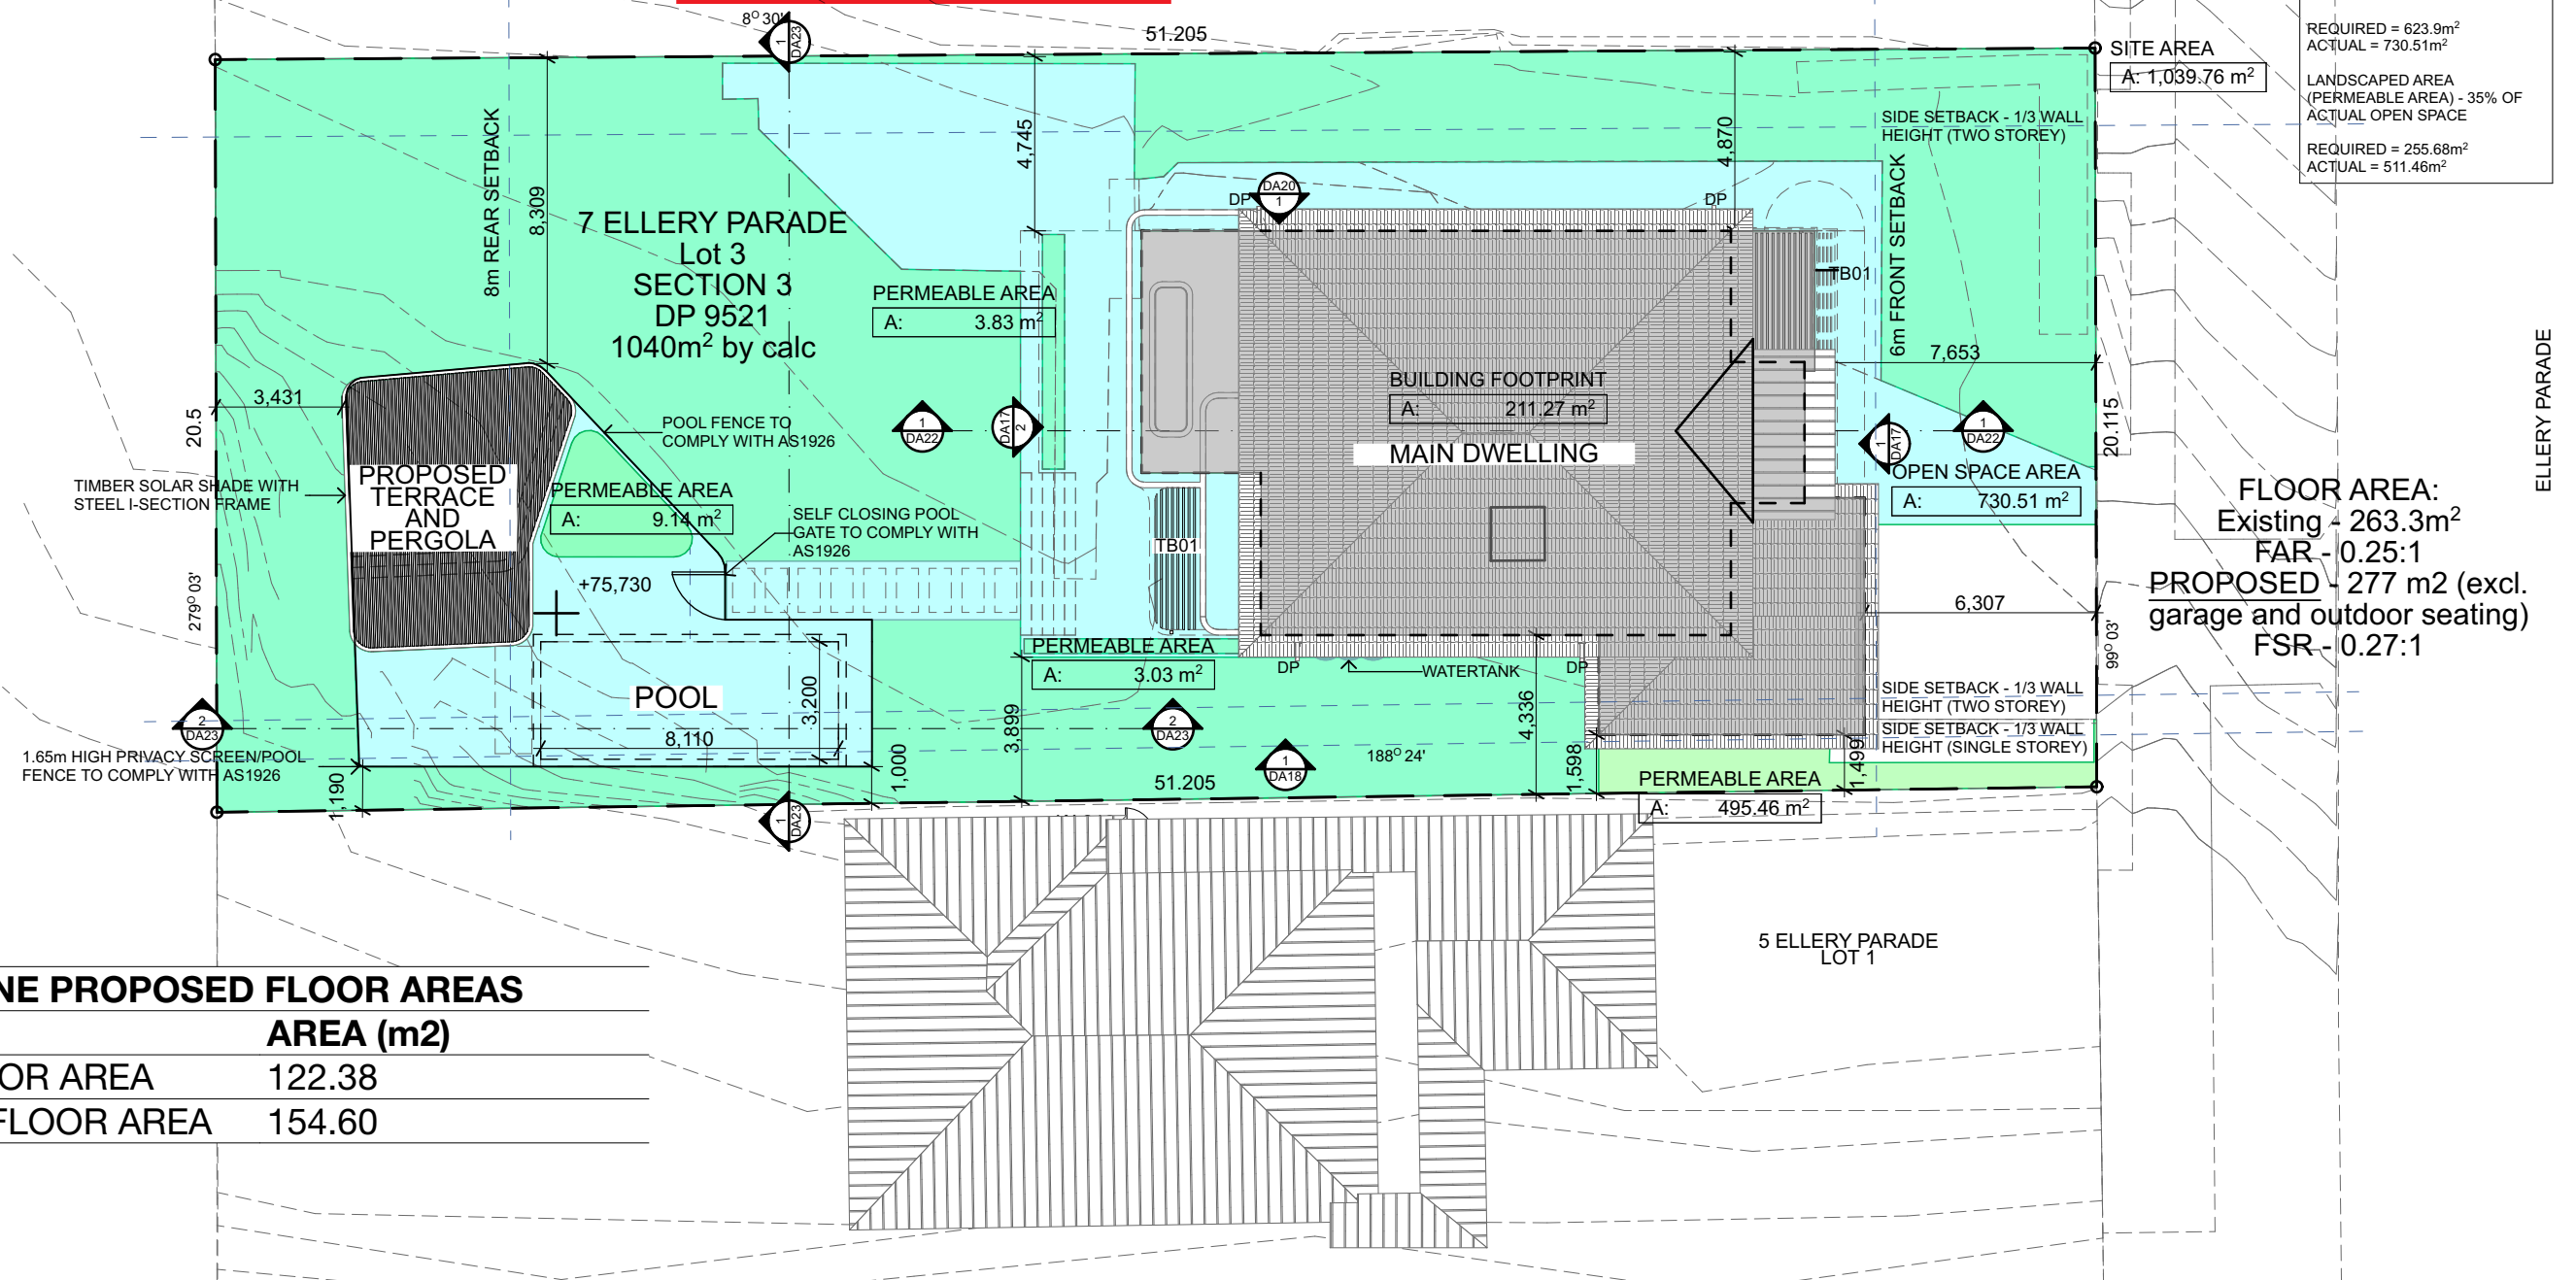 8° 30'
1
DA23
51.205
SITE AREA
A: 1,039.76 m²
REQUIRED = 623.9m²
ACTUAL = 730.51m²
LANDSCAPED AREA
(PERMEABLE AREA) - 35% OF
ACTUAL OPEN SPACE
REQUIRED = 255.68m²
ACTUAL = 511.46m²
8m REAR SETBACK
8,309
4,745
4,870
SIDE SETBACK - 1/3 WALL
HEIGHT (TWO STOREY)
6m FRONT SETBACK
7 ELLERY PARADE
Lot 3
SECTION 3
DP 9521
1040m² by calc
DP
DA20
1
DP
TB01
PERMEABLE AREA
A: 3.83 m²
7,653
3,431
20.5
BUILDING FOOTPRINT
A: 211.27 m²
MAIN DWELLING
POOL FENCE TO
COMPLY WITH AS1926
1
DA22
DA17
2
1
DA17
1
DA22
20.115
ELLERY PARADE
OPEN SPACE AREA
A: 730.51 m²
TIMBER SOLAR SHADE WITH
STEEL I-SECTION FRAME
PROPOSED
TERRACE
AND
PERGOLA
PERMEABLE AREA
A: 9.14 m²
SELF CLOSING POOL
GATE TO COMPLY WITH
AS1926
TB01
FLOOR AREA:
Existing - 263.3m²
FAR - 0.25:1
PROPOSED - 277 m2 (excl.
garage and outdoor seating)
FSR - 0.27:1
279° 03'
+75,730
6,307
99° 03'
PERMEABLE AREA
A: 3.03 m²
DP
WATERTANK
DP
POOL
3,200
8,110
SIDE SETBACK - 1/3 WALL
HEIGHT (TWO STOREY)
SIDE SETBACK - 1/3 WALL
HEIGHT (SINGLE STOREY)
2
DA23
1.65m HIGH PRIVACY SCREEN/POOL
FENCE TO COMPLY WITH AS1926
1,190
1,000
3,899
2
DA23
4,336
188° 24'
1,598
1,499
51.205
1
DA18
PERMEABLE AREA
A: 495.46 m²
1
DA23
5 ELLERY PARADE
LOT 1
NE PROPOSED FLOOR AREAS
AREA (m2)
OR AREA 122.38
FLOOR AREA 154.60